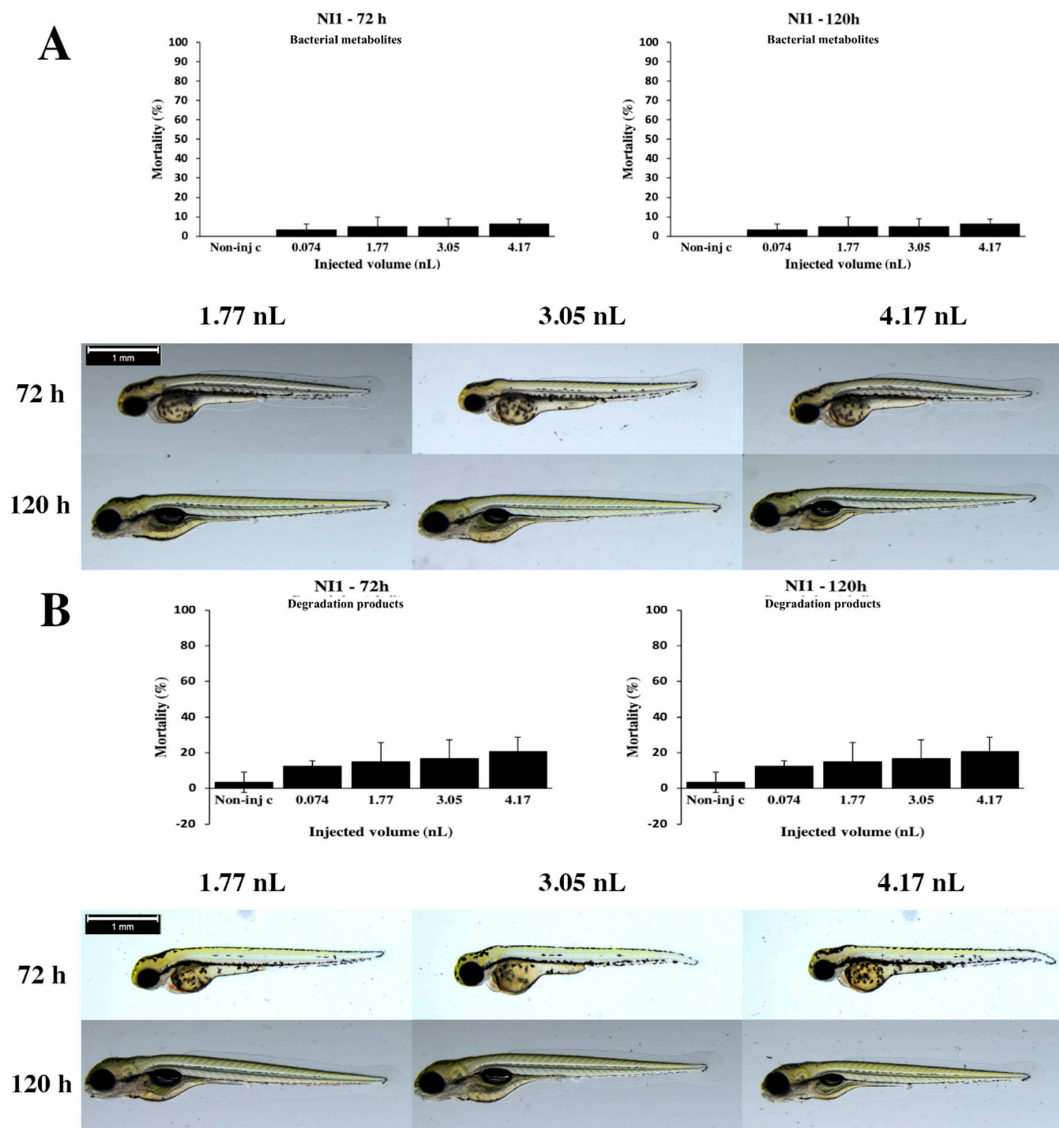 A
NI1 - 72 h
Bacterial metabolites
Mortality (%)
100
90
80
70
60
50
40
30
20
10
0
Non-inj c 0.074 1.77 3.05 4.17
Injected volume (nL)
NI1 - 120h
Bacterial metabolites
Mortality (%)
100
90
80
70
60
50
40
30
20
10
0
Non-inj c 0.074 1.77 3.05 4.17
Injected volume (nL)
1.77 nL 3.05 nL 4.17 nL
1 mm
72 h
120 h
B
NI1 - 72h
Degradation products
Mortality (%)
100
80
60
40
20
0
-20
Non-inj c 0.074 1.77 3.05 4.17
Injected volume (nL)
NI1 - 120h
Degradation products
Mortality (%)
100
80
60
40
20
0
-20
Non-inj c 0.074 1.77 3.05 4.17
Injected volume (nL)
1.77 nL 3.05 nL 4.17 nL
1 mm
72 h
120 h